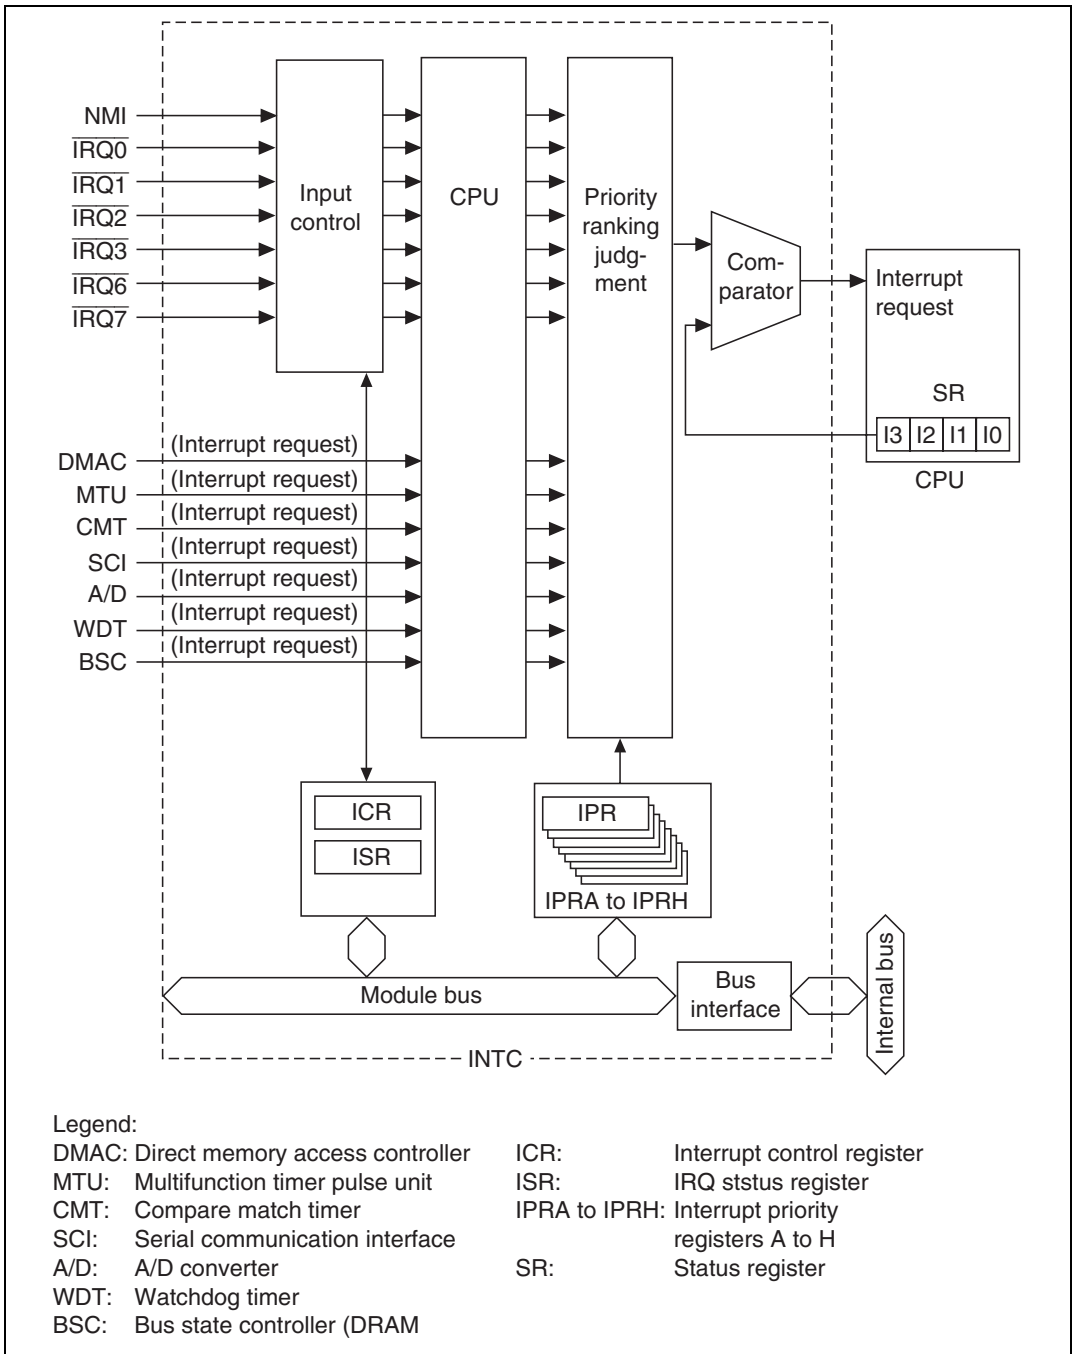 NMI
IRQ0
IRQ1
IRQ2
IRQ3
IRQ6
IRQ7
Input
control
CPU
Priority
ranking
judg-
ment
Com-
parator
Interrupt
request
SR
I3 I2 I1 I0
CPU
DMAC (Interrupt request)
MTU (Interrupt request)
CMT (Interrupt request)
SCI (Interrupt request)
A/D (Interrupt request)
WDT (Interrupt request)
BSC (Interrupt request)
ICR
ISR
IPR
IPRA to IPRH
Module bus
Bus
interface
Internal bus
INTC
Legend:
DMAC: Direct memory access controller
MTU: Multifunction timer pulse unit
CMT: Compare match timer
SCI: Serial communication interface
A/D: A/D converter
WDT: Watchdog timer
BSC: Bus state controller (DRAM
ICR: Interrupt control register
ISR: IRQ ststus register
IPRA to IPRH: Interrupt priority
registers A to H
SR: Status register